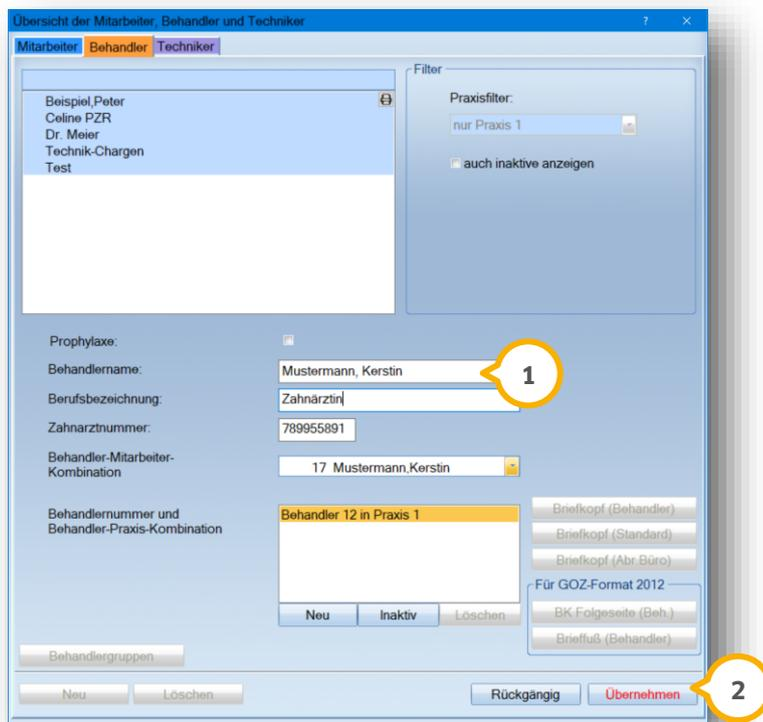 Übersicht der Mitarbeiter, Behandler und Techniker
Mitarbeiter Behandler Techniker
Filter
Beispiel,Peter
Celine PZR
Dr. Meier
Technik-Chargen
Test
Praxisfilter:
nur Praxis 1
auch inaktive anzeigen
Prophylaxe:
Behandlername: Mustermann, Kerstin
1
Berufsbezeichnung: Zahnärztin
Zahnarztnummer: 789955891
Behandler-Mitarbeiter-
Kombination
17 Mustermann,Kerstin
Behandlernummer und
Behandler-Praxis-Kombination
Behandler 12 in Praxis 1
Neu Inaktiv Löschen
Briefkopf (Behandler)
Briefkopf (Standard)
Briefkopf (Abr.Büro)
Für GOZ-Format 2012
BK Folgeseite (Beh.)
Brieffuß (Behandler)
Behandlergruppen
Neu Löschen Rückgängig Übernehmen
2